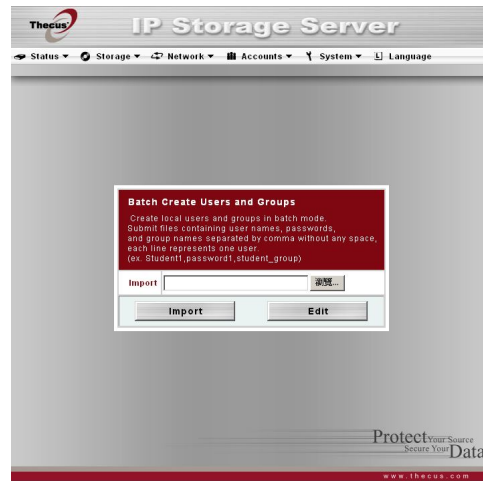 Thecus
IP Storage Server
Status Storage Network Accounts System Language
Batch Create Users and Groups
Create local users and groups in batch mode.
Submit files containing user names, passwords,
and group names separated by comma without any space,
each line represents one user.
(ex. Student1,password1,student_group)
Import 瀏覽...
Import Edit
Protect Your Source
Secure Your Data
www.thecus.com